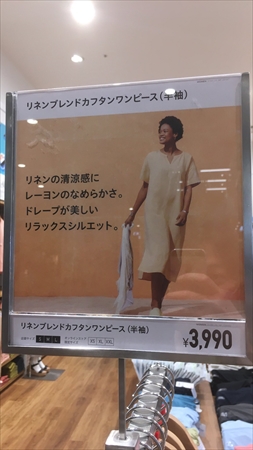 リネンブレンドカフタンワンピース（半袖）
リネンの清涼感に
レーヨンのなめらかさ。
ドレープが美しい
リラックスシルエット。
リネンブレンドカフタンワンピース（半袖）
S M L
XS XL XXL
¥3,990